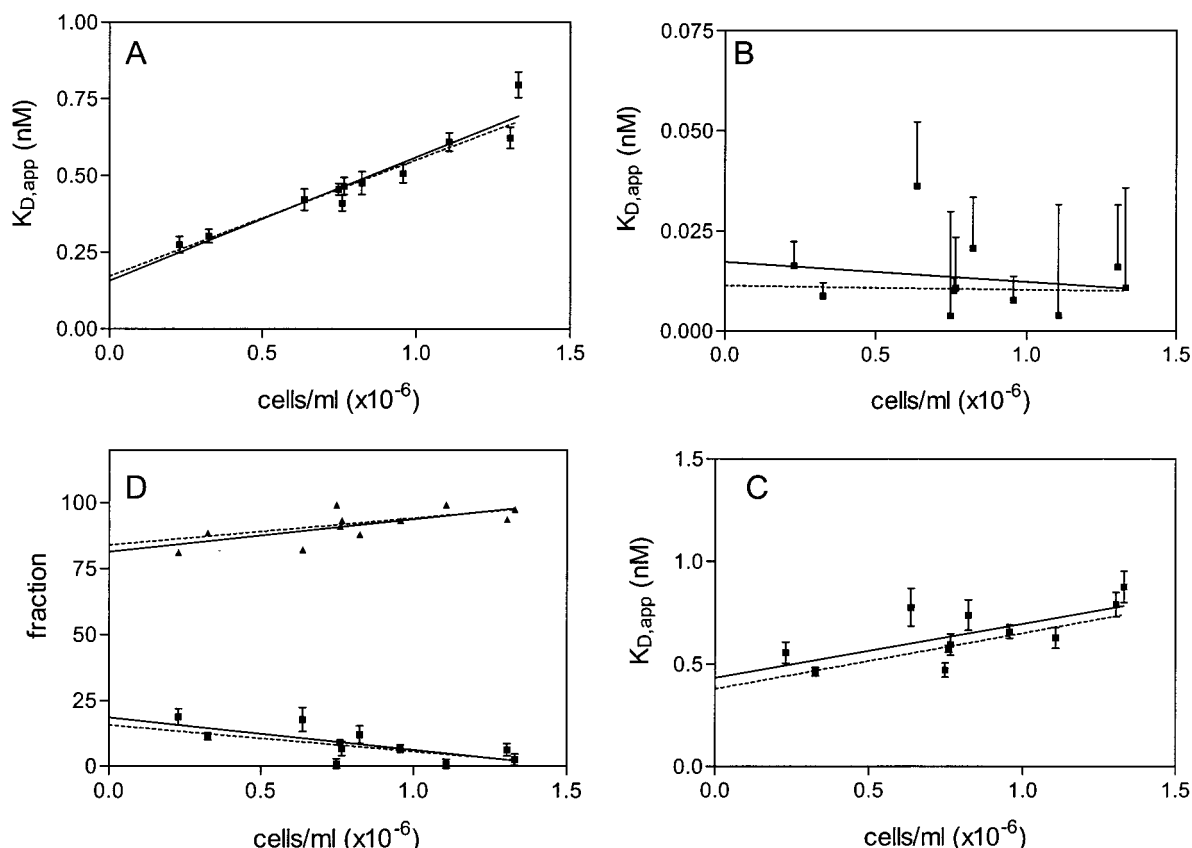 A
K_D,app (nM)
1.00
0.75
0.50
0.25
0.00
0.0 0.5 1.0 1.5
cells/ml (x10^-6)
B
K_D,app (nM)
0.075
0.050
0.025
0.000
0.0 0.5 1.0 1.5
cells/ml (x10^-6)
D
fraction
100
75
50
25
0
0.0 0.5 1.0 1.5
cells/ml (x10^-6)
C
K_D,app (nM)
1.5
1.0
0.5
0.0
0.0 0.5 1.0 1.5
cells/ml (x10^-6)